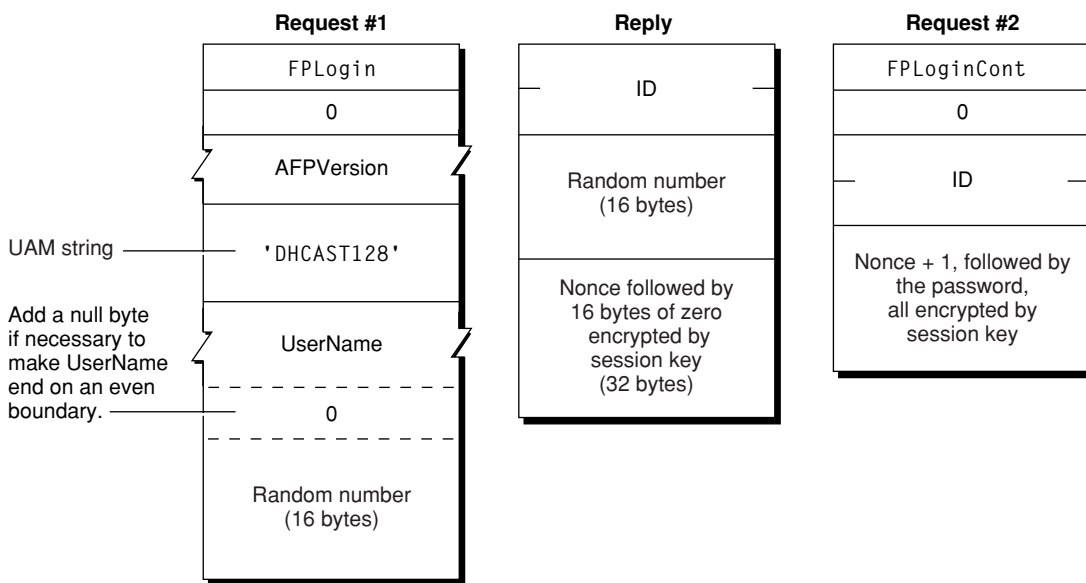 Request #1
FPLogin
0
AFPVersion
UAM string
'DHCAST128'
Add a null byte
if necessary to
make UserName
end on an even
boundary.
UserName
0
Random number
(16 bytes)
Reply
ID
Random number
(16 bytes)
Nonce followed by
16 bytes of zero
encrypted by
session key
(32 bytes)
Request #2
FPLoginCont
0
ID
Nonce + 1, followed by
the password,
all encrypted by
session key